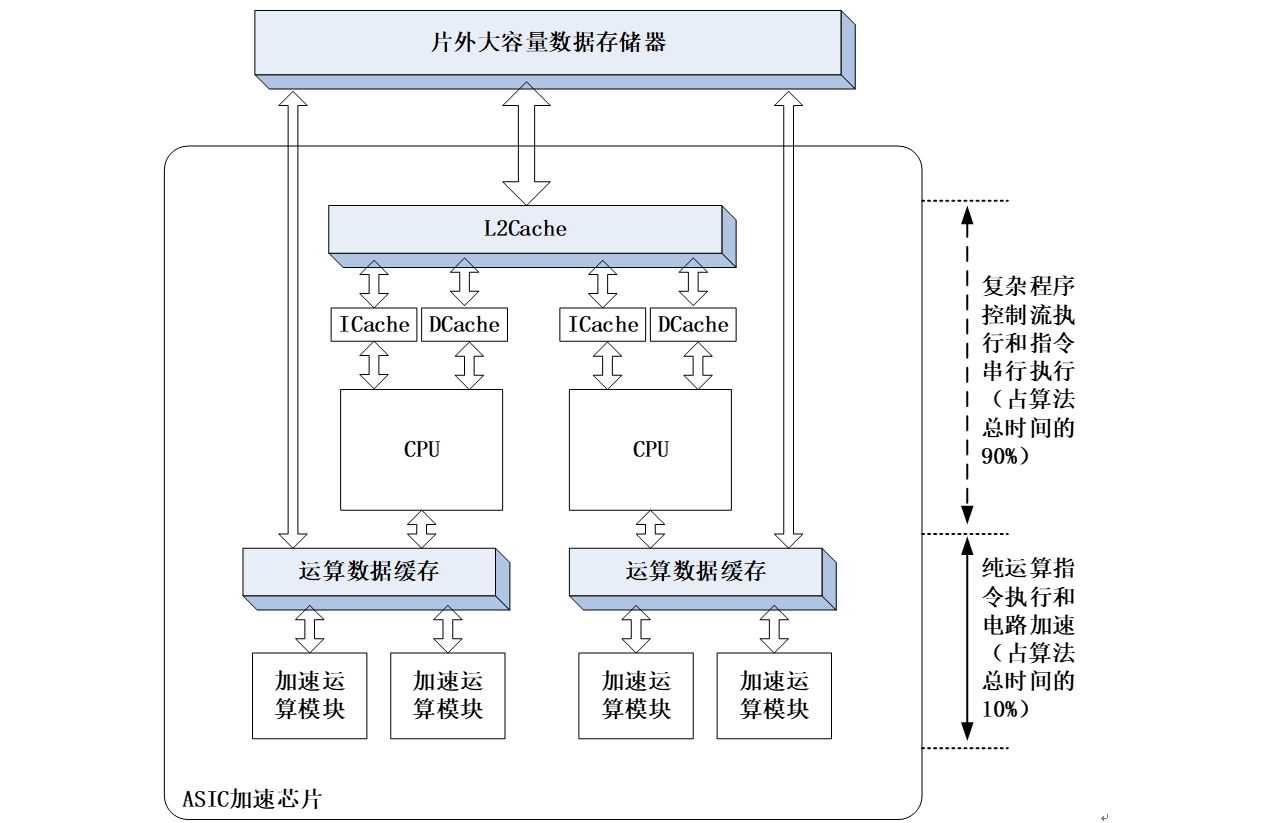 片外大容量数据存储器
L2Cache
ICache
DCache
ICache
DCache
CPU
CPU
运算数据缓存
运算数据缓存
加速运
算模块
加速运
算模块
加速运
算模块
加速运
算模块
ASIC加速芯片
复杂程序
控制流执
行和指令
串行执行
（占算法
总时间的
90%）
纯运算指
令执行和
电路加速
（占算法
总时间的
10%）